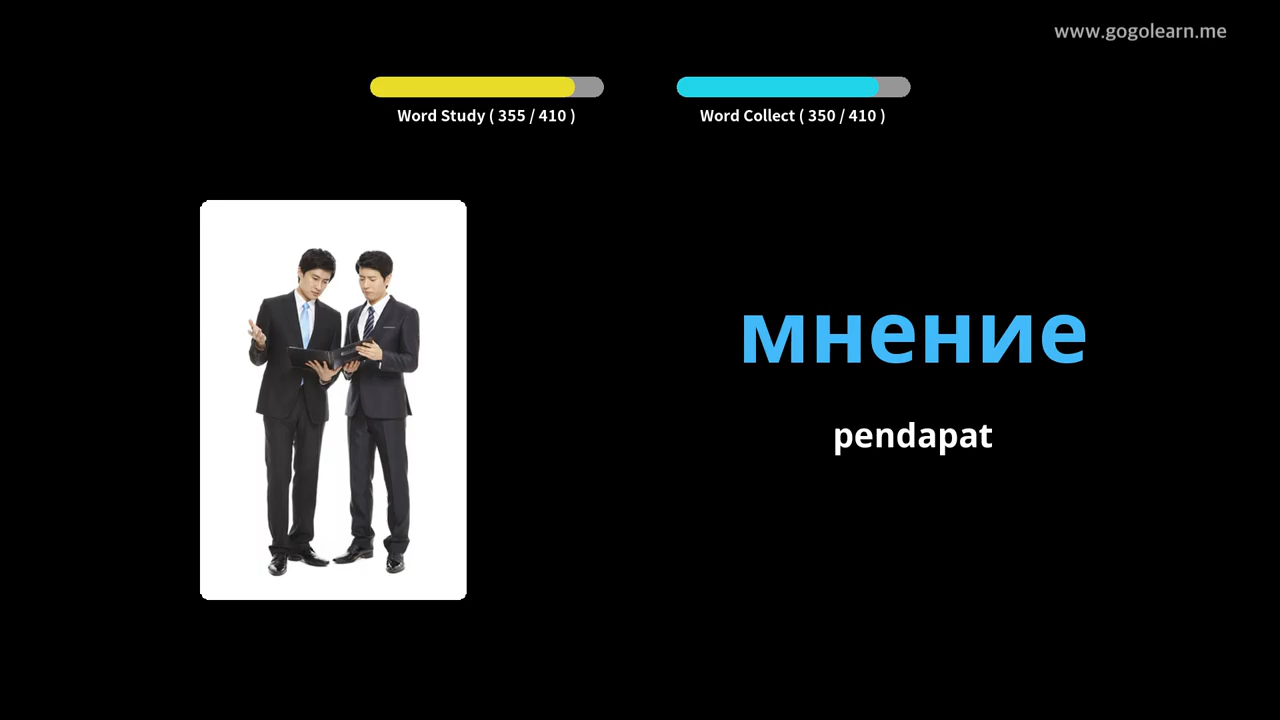 www.gogolearn.me
Word Study ( 355 / 410 )
Word Collect ( 350 / 410 )
мнение
pendapat